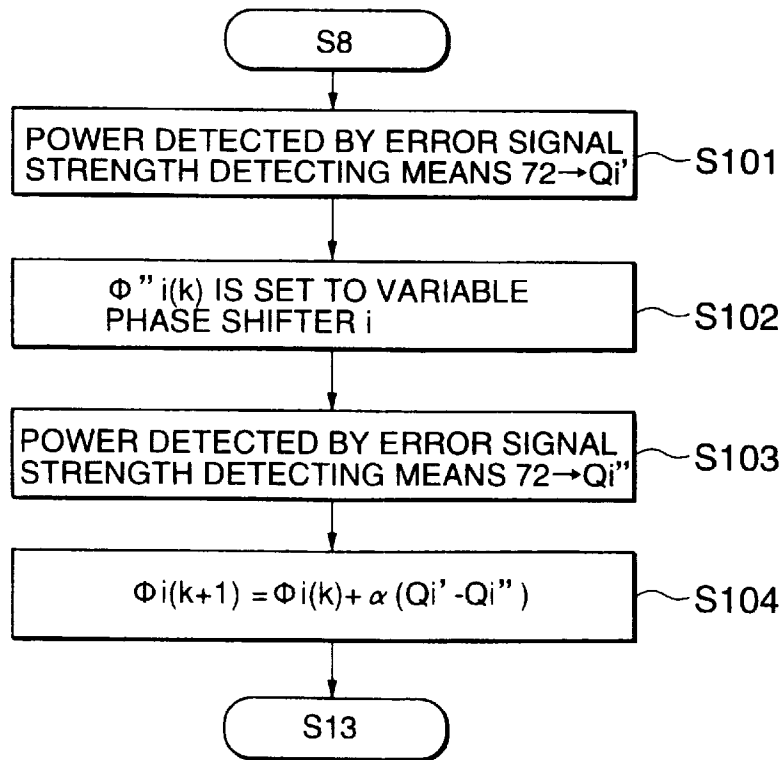 S8
POWER DETECTED BY ERROR SIGNAL
STRENGTH DETECTING MEANS 72→Qi'
S101
Φ" i(k) IS SET TO VARIABLE
PHASE SHIFTER i
S102
POWER DETECTED BY ERROR SIGNAL
STRENGTH DETECTING MEANS 72→Qi"
S103
Φi(k+1) =Φi(k)+ α(Qi' -Qi" )
S104
S13